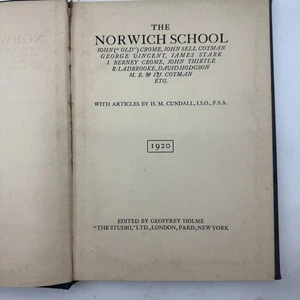 THE
NORWICH SCHOOL
JOHN ("OLD") CROME, JOHN SELL COTMAN
GEORGE VINCENT, JAMES STARK
I. BERNEY CROME, JOHN THIRTLE
R. LADBROOKE, DAVID HODGSON
M. E. & J. J. COTMAN
ETC.
WITH ARTICLES BY H. M. CUNDALL, I.S.O., F.S.A.
1920
EDITED BY GEOFFREY HOLME
"THE STUDIO," LTD., LONDON, PARIS, NEW YORK